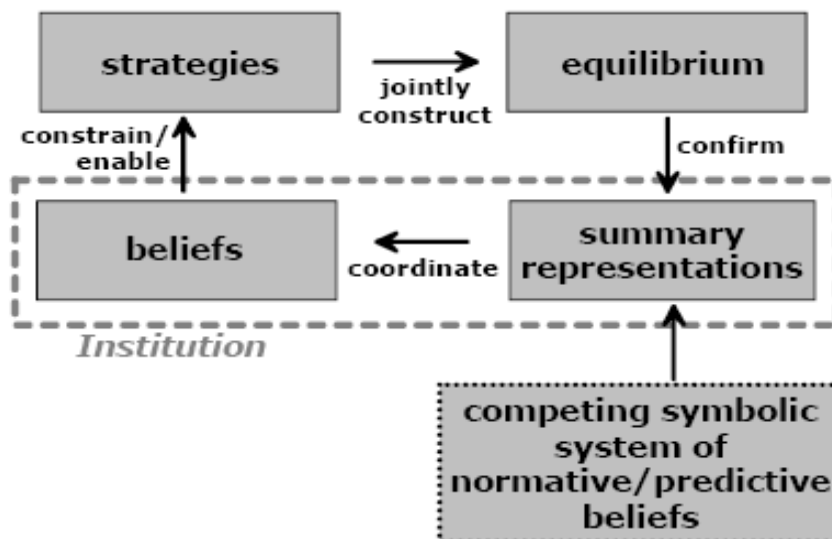 strategies
jointly
construct
equilibrium
constrain/
enable
confirm
beliefs
coordinate
summary
representations
Institution
competing symbolic
system of
normative/predictive
beliefs